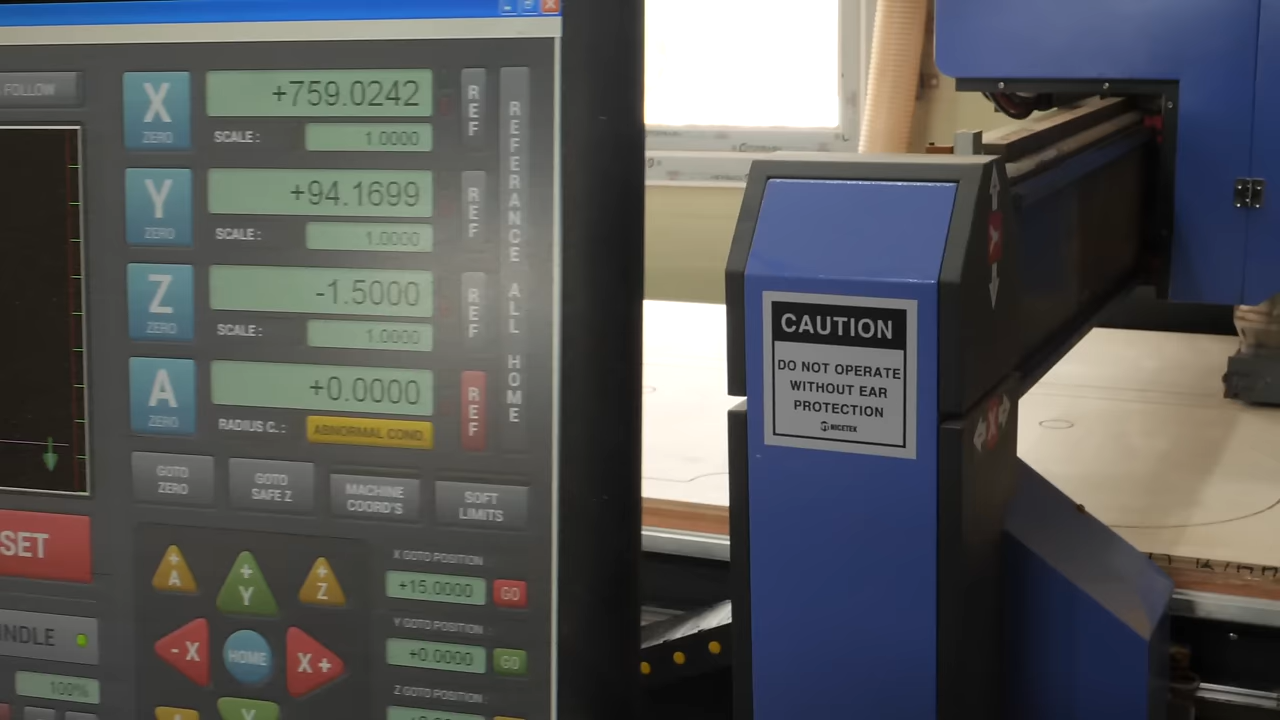 FOLLOW
X
ZERO
+759.0242
SCALE :
1.0000
REF
Y
ZERO
+94.1699
SCALE :
1.0000
REF
Z
ZERO
-1.5000
SCALE :
1.0000
REF
A
ZERO
+0.0000
RADIUS C. :
ABNORMAL COND.
REF
REFERANCE ALL HOME
GOTO
ZERO
GOTO
SAFE Z
MACHINE
COORD'S
SOFT
LIMITS
SET
+
A
+
Y
+
Z
- X
HOME
X +
Y
NDLE
100%
X GOTO POSITION
+15.0000
GO
Y GOTO POSITION
+0.0000
GO
Z GOTO POSITION
CAUTION
DO NOT OPERATE
WITHOUT EAR
PROTECTION
NICETEK
Y
X